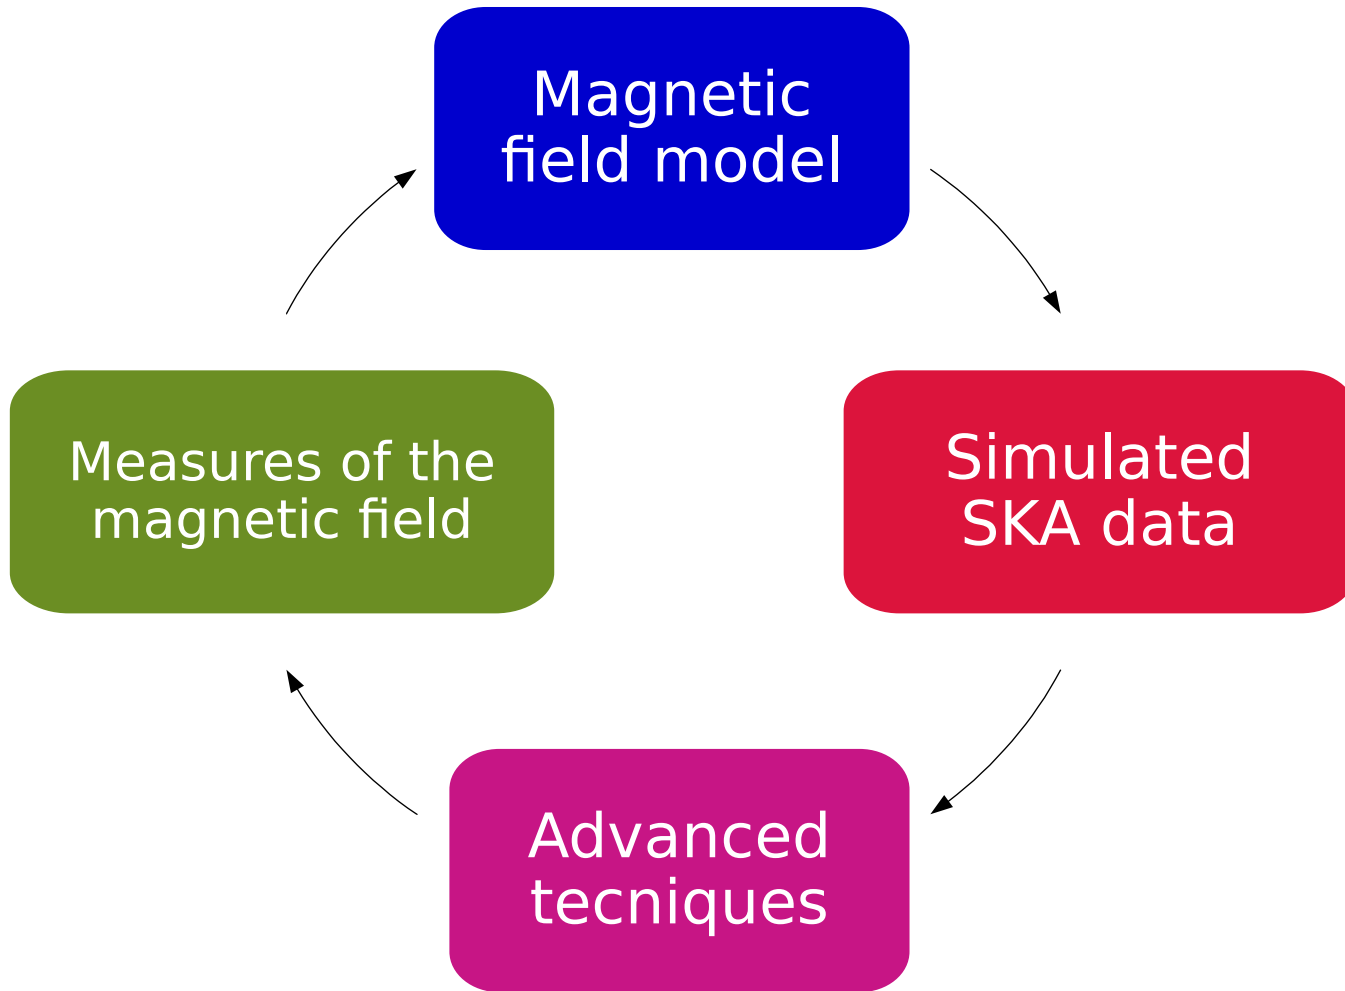 Magnetic
field model
Measures of the
magnetic field
Simulated
SKA data
Advanced
tecniques